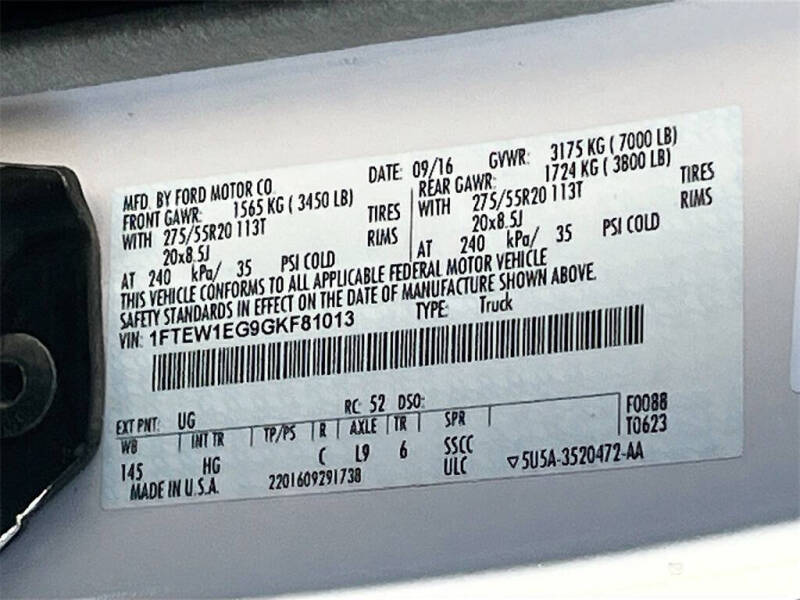 MFD. BY FORD MOTOR CO. DATE: 09/16 GVWR: 3175 KG ( 7000 LB)
FRONT GAWR: 1565 KG ( 3450 LB) REAR GAWR: 1724 KG ( 3800 LB)
WITH 275/55R20 113T TIRES WITH 275/55R20 113T TIRES
20x8.5J RIMS 20x8.5J RIMS
AT 240 kPa/ 35 PSI COLD AT 240 kPa/ 35 PSI COLD
THIS VEHICLE CONFORMS TO ALL APPLICABLE FEDERAL MOTOR VEHICLE
SAFETY STANDARDS IN EFFECT ON THE DATE OF MANUFACTURE SHOWN ABOVE.
VIN: 1FTEW1EG9GKF81013 TYPE: Truck
EXT PNT: UG RC: 52 DSO: F0088
WB INT TR TP/PS R AXLE TR SPR T0623
145 HG C L9 6 SSCC
ULC ▽5U5A-3520472-AA
MADE IN U.S.A. 2201609291738